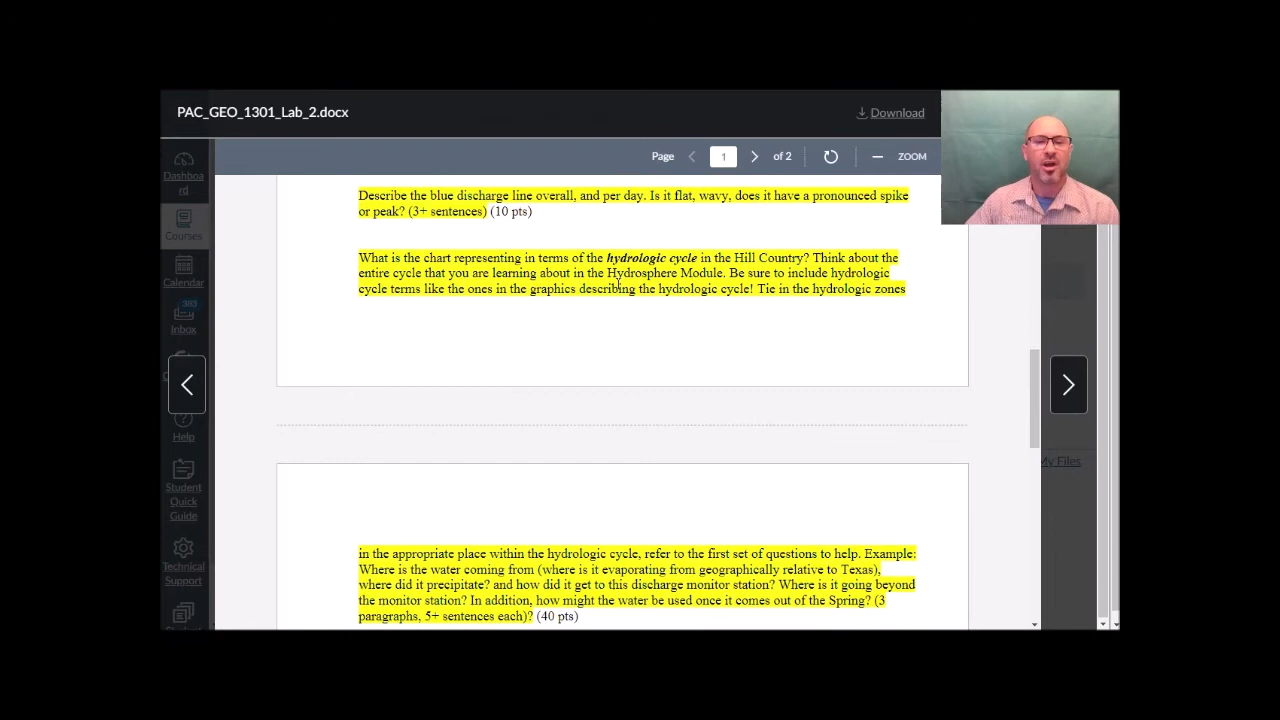 PAC_GEO_1301_Lab_2.docx
Download
Page
1
of 2
ZOOM
Dashboa
rd
Courses
Calendar
383
Inbox
Help
Student
Quick
Guide
Technical
Support
Describe the blue discharge line overall, and per day. Is it flat, wavy, does it have a pronounced spike
or peak? (3+ sentences) (10 pts)
What is the chart representing in terms of the hydrologic cycle in the Hill Country? Think about the
entire cycle that you are learning about in the Hydrosphere Module. Be sure to include hydrologic
cycle terms like the ones in the graphics describing the hydrologic cycle! Tie in the hydrologic zones
My Files
in the appropriate place within the hydrologic cycle, refer to the first set of questions to help. Example:
Where is the water coming from (where is it evaporating from geographically relative to Texas),
where did it precipitate? and how did it get to this discharge monitor station? Where is it going beyond
the monitor station? In addition, how might the water be used once it comes out of the Spring? (3
paragraphs, 5+ sentences each)? (40 pts)